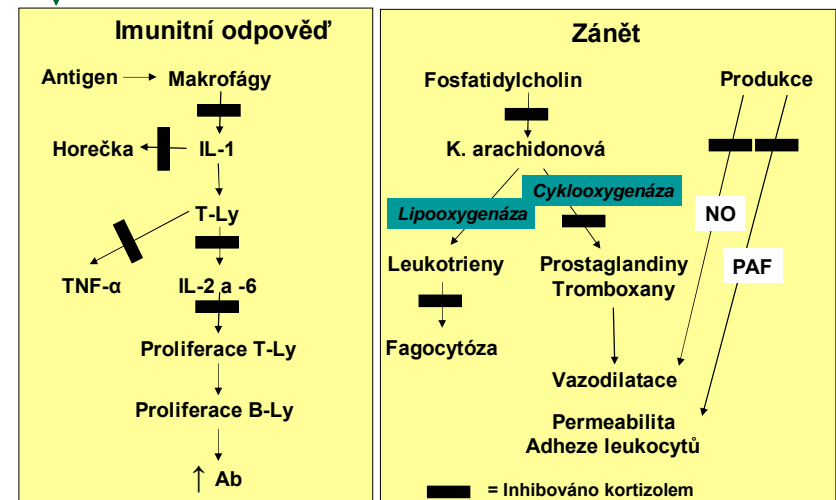 Imunitní odpověď
Antigen
Makrofágy
Horečka
IL-1
T-Ly
TNF-α
IL-2 a -6
Proliferace T-Ly
Proliferace B-Ly
↑ Ab
Zánět
Fosfatidylcholin
Produkce
K. arachidonová
Cyklooxygenáza
Lipooxygenáza
NO
Leukotrieny
Prostaglandiny
Tromboxany
PAF
Fagocytóza
Vazodilatace
Permeabilita
Adheze leukocytů
= Inhibováno kortizolem